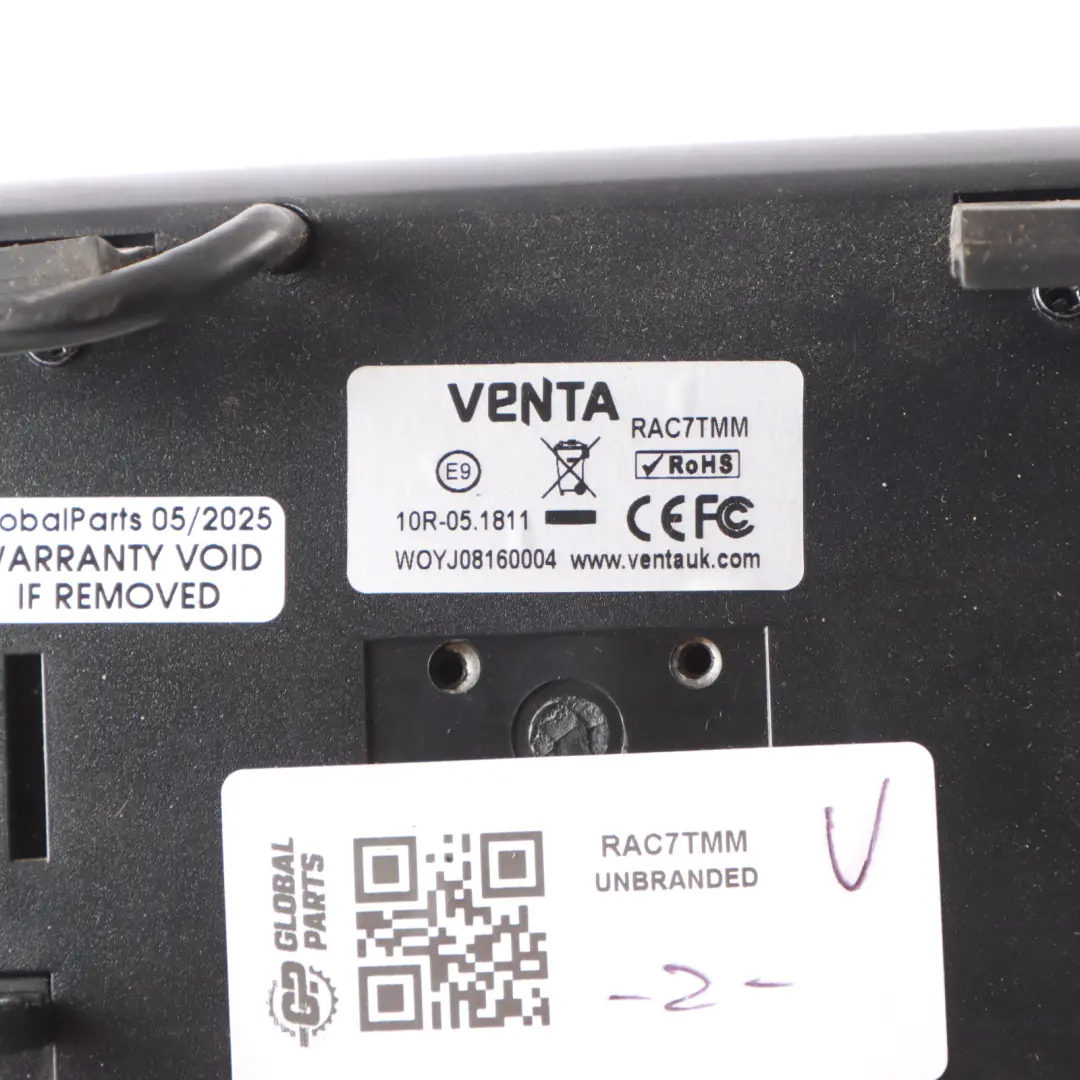 VENTA
RAC7TMM
E9
RoHS
10R-05.1811
CE FC
WOYJ08160004 www.ventauk.com
obalParts 05/2025
WARRANTY VOID
IF REMOVED
GLOBAL
PARTS
RAC7TMM
UNBRANDED
V
-2-